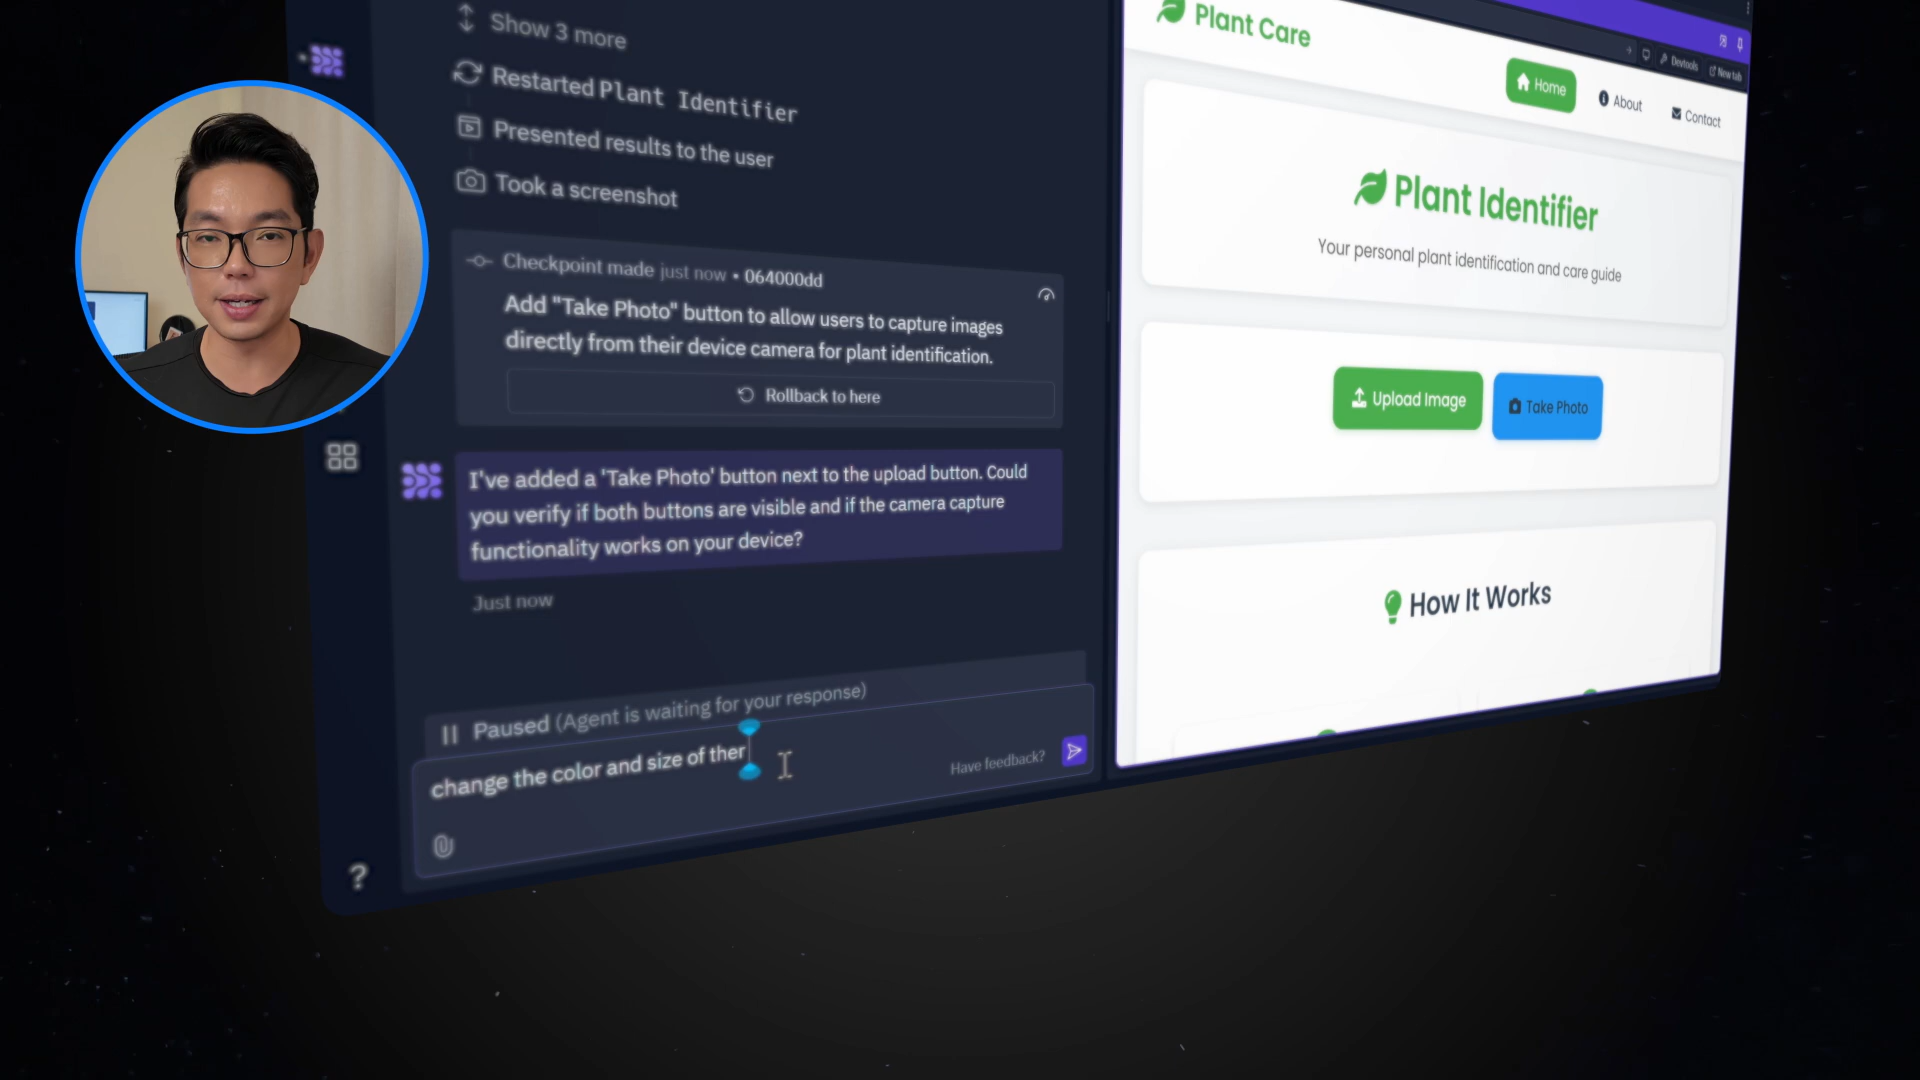 Show 3 more
Restarted Plant Identifier
Presented results to the user
Took a screenshot
Checkpoint made just now • 064000dd
Add "Take Photo" button to allow users to capture images
directly from their device camera for plant identification.
Rollback to here
I've added a 'Take Photo' button next to the upload button. Could
you verify if both buttons are visible and if the camera capture
functionality works on your device?
Just now
Paused (Agent is waiting for your response)
change the color and size of ther
Have feedback?
?
Devtools
New tab
Plant Care
Home
About
Contact
Plant Identifier
Your personal plant identification and care guide
Upload Image
Take Photo
How It Works